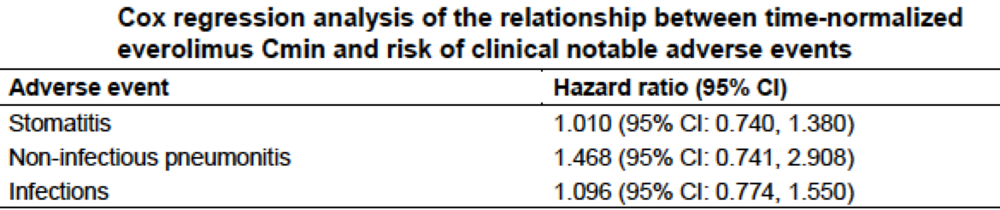 Cox regression analysis of the relationship between time-normalized
everolimus Cmin and risk of clinical notable adverse events
Adverse event Hazard ratio (95% CI)
Stomatitis 1.010 (95% CI: 0.740, 1.380)
Non-infectious pneumonitis 1.468 (95% CI: 0.741, 2.908)
Infections 1.096 (95% CI: 0.774, 1.550)